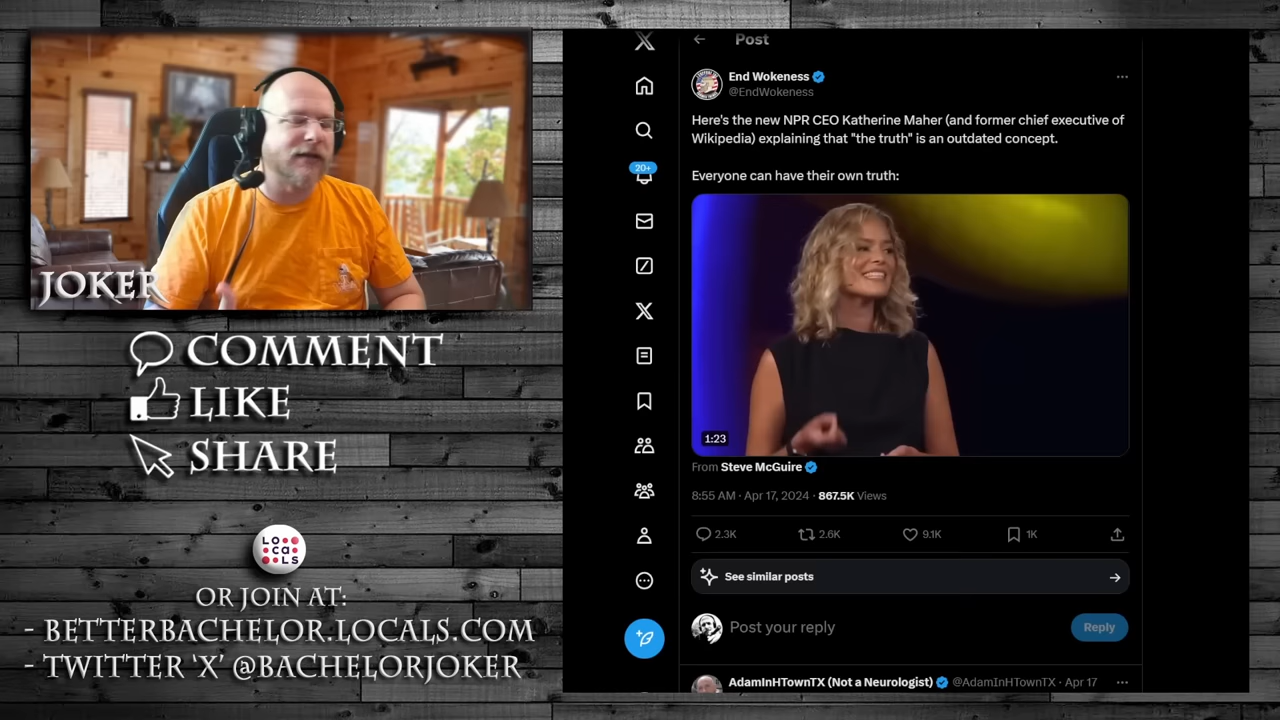 JOKER
COMMENT
LIKE
SHARE
LOcaLS
OR JOIN AT:
- BETTERBACHELOR.LOCALS.COM
- TWITTER 'X' @BACHELORJOKER
Post
End Wokeness
@EndWokeness
Here's the new NPR CEO Katherine Maher (and former chief executive of
Wikipedia) explaining that "the truth" is an outdated concept.
Everyone can have their own truth:
1:23
From Steve McGuire
8:55 AM · Apr 17, 2024 · 867.5K Views
2.3K 2.6K 9.1K 1K
See similar posts
Post your reply
Reply
AdamInHTownTX (Not a Neurologist) @AdamInHTownTX · Apr 17
20+